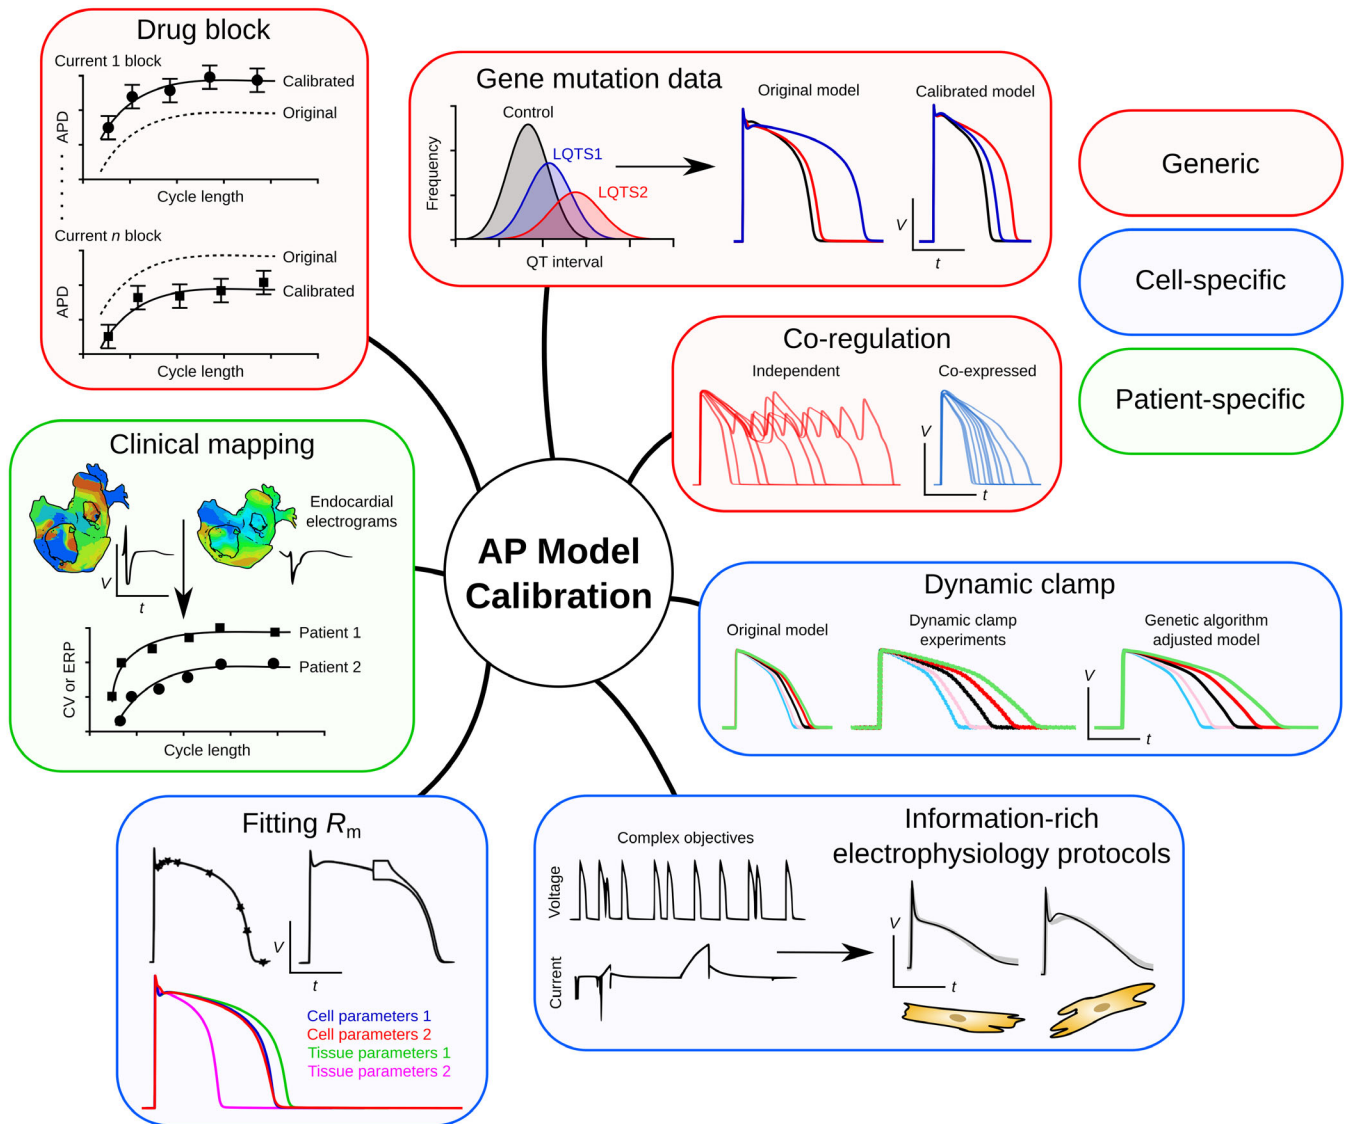 Drug block
Current 1 block
APD
Calibrated
Original
Cycle length
Current n block
APD
Original
Calibrated
Cycle length
Gene mutation data
Frequency
Control
LQTS1
LQTS2
QT interval
Original model
Calibrated model
V
t
Generic
Cell-specific
Patient-specific
Co-regulation
Independent
Co-expressed
V
t
Clinical mapping
Endocardial
electrograms
V
t
CV or ERP
Patient 1
Patient 2
Cycle length
AP Model
Calibration
Dynamic clamp
Original model
Dynamic clamp
experiments
Genetic algorithm
adjusted model
V
t
Fitting Rm
V
t
Cell parameters 1
Cell parameters 2
Tissue parameters 1
Tissue parameters 2
Information-rich
electrophysiology protocols
Complex objectives
Voltage
Current
V
t